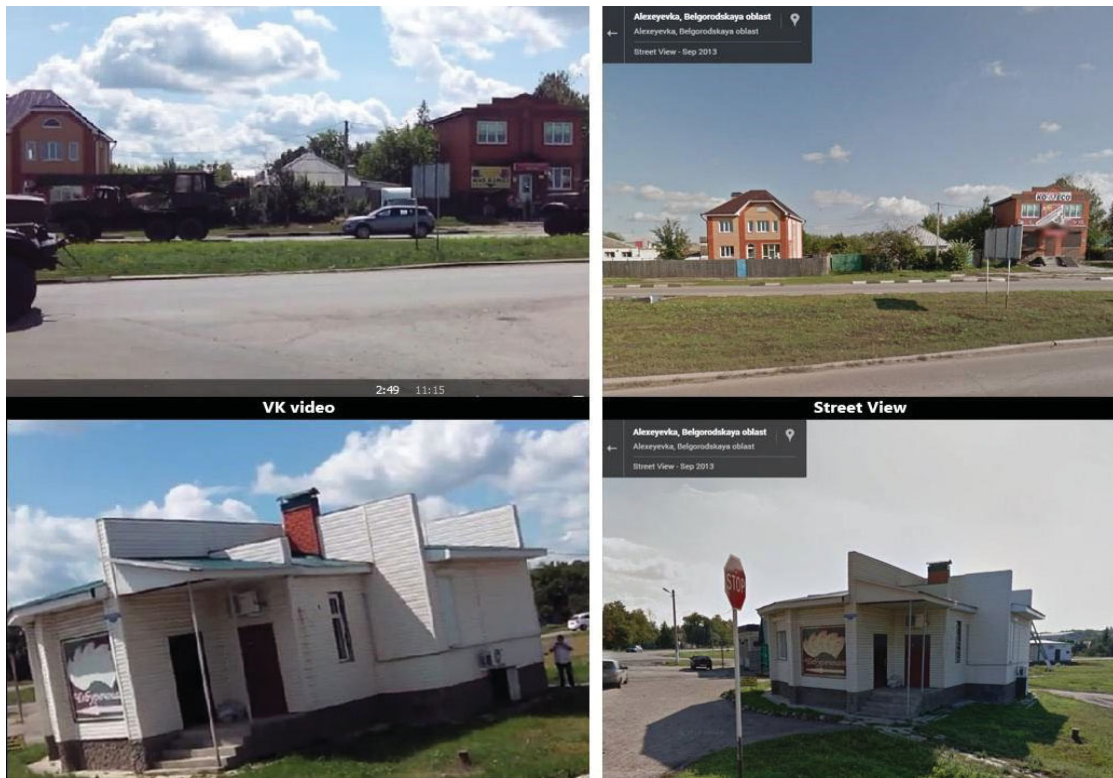 Alexeyevka, Belgorodskaya oblast
Alexeyevka, Belgorodskaya oblast
Street View - Sep 2013
2:49 11:15
VK video
Street View
Alexeyevka, Belgorodskaya oblast
Alexeyevka, Belgorodskaya oblast
Street View - Sep 2013
STOP